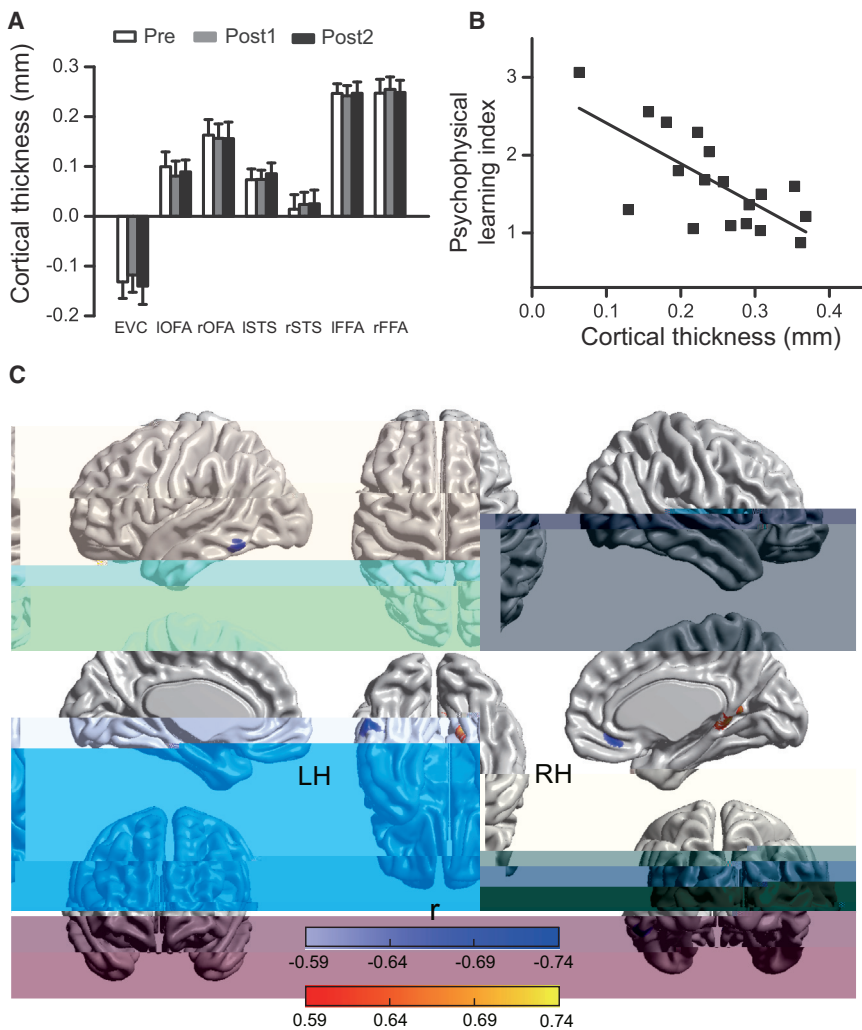 A
Pre Post1 Post2
Cortical thickness (mm)
0.3
0.2
0.1
0.0
-0.1
-0.2
EVC lOFA rOFA lSTS rSTS lFFA rFFA
B
Psychophysical
learning index
3
2
1
0.0 0.1 0.2 0.3 0.4
Cortical thickness (mm)
C
LH RH
r
-0.59 -0.64 -0.69 -0.74
0.59 0.64 0.69 0.74